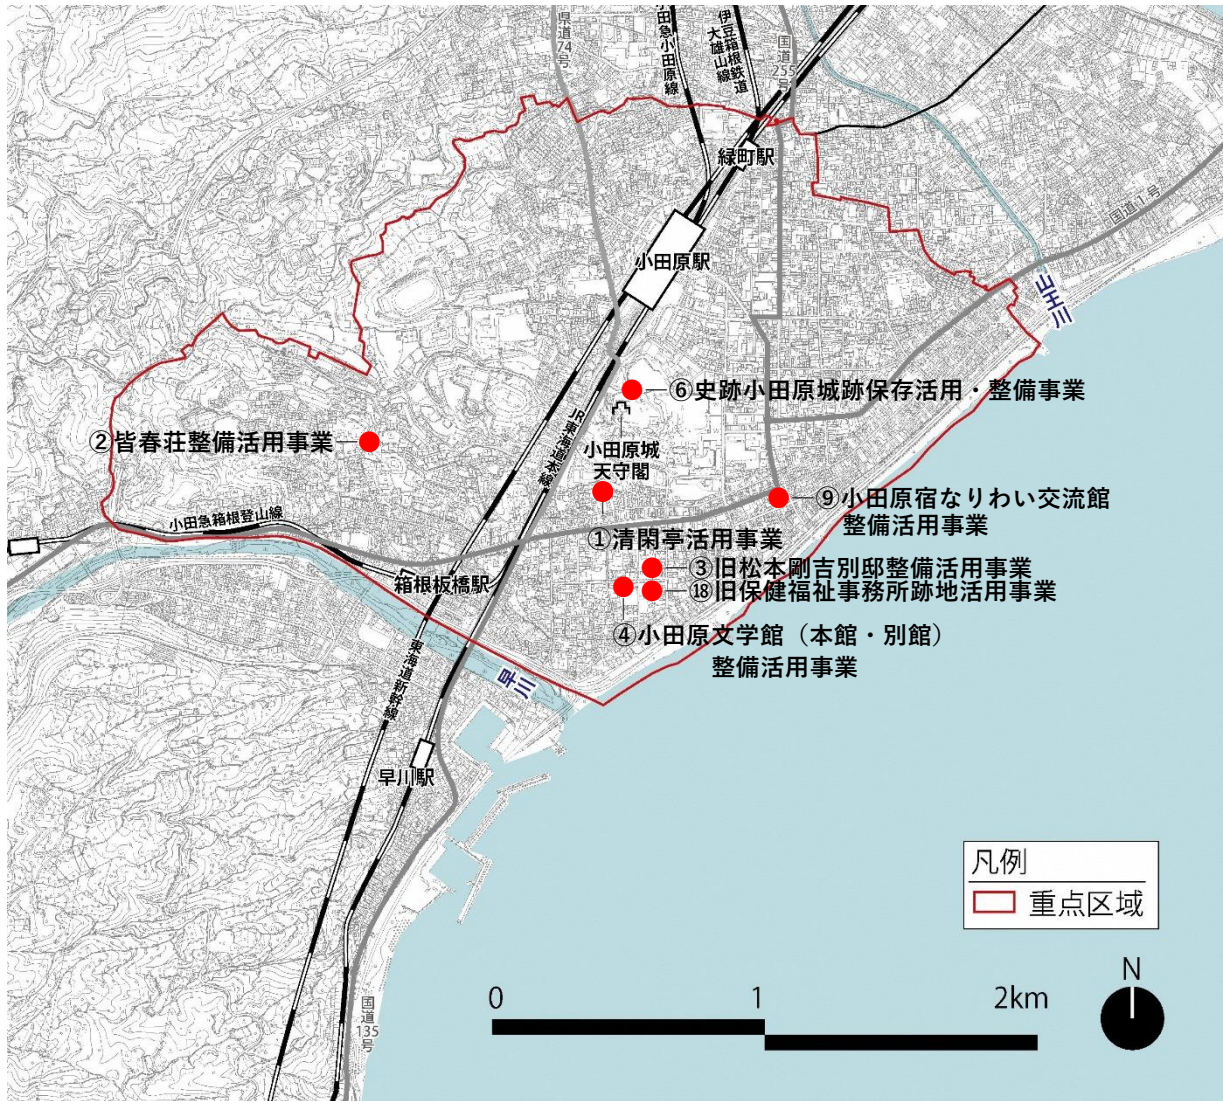 県道74号
小田急小田原線
伊豆箱根鉄道
大雄山線
国道
255号
緑町駅
国道1号
小田原駅
山王川
⑥史跡小田原城跡保存活用・整備事業
JR東海道本線
②皆春荘整備活用事業
小田原城
天守閣
⑨小田原宿なりわい交流館
整備活用事業
小田急箱根登山線
①清閑亭活用事業
③旧松本剛吉別邸整備活用事業
箱根板橋駅
⑱旧保健福祉事務所跡地活用事業
④小田原文学館（本館・別館）
整備活用事業
東海道新幹線
早川
早川駅
凡例
重点区域
N
0 1 2km
国道
135号